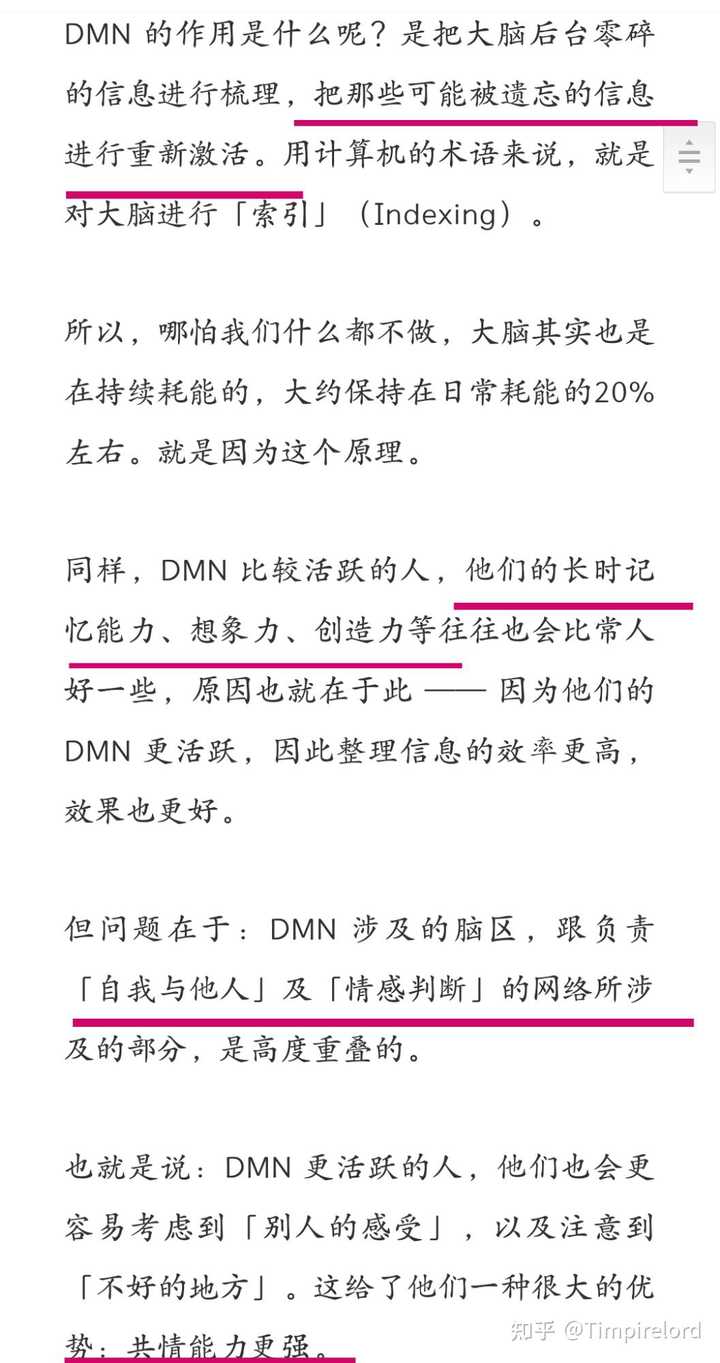 DMN 的作用是什么呢？是把大脑后台零碎
的信息进行梳理，把那些可能被遗忘的信息
进行重新激活。用计算机的术语来说，就是
对大脑进行「索引」（Indexing）。
所以，哪怕我们什么都不做，大脑其实也是
在持续耗能的，大约保持在日常耗能的20%
左右。就是因为这个原理。
同样，DMN 比较活跃的人，他们的长时记
忆能力、想象力、创造力等往往也会比常人
好一些，原因也就在于此 —— 因为他们的
DMN 更活跃，因此整理信息的效率更高，
效果也更好。
但问题在于：DMN 涉及的脑区，跟负责
「自我与他人」及「情感判断」的网络所涉
及的部分，是高度重叠的。
也就是说：DMN 更活跃的人，他们也会更
容易考虑到「别人的感受」，以及注意到
「不好的地方」。这给了他们一种很大的优
势：共情能力更强。
知乎 @Timpirelord